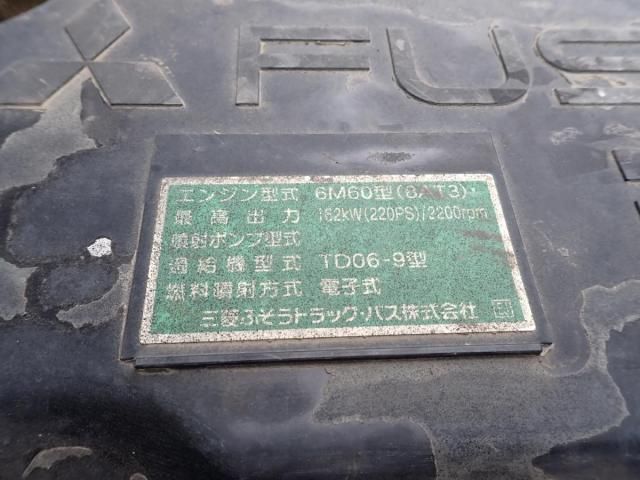 FUS
エンジン型式 6M60型(8AT3)
最高出力 162kW(220PS)/2200rpm
噴射ポンプ型式
過給機型式 TD06-9型
燃料噴射方式 電子式
三菱ふそうトラック・バス株式会社